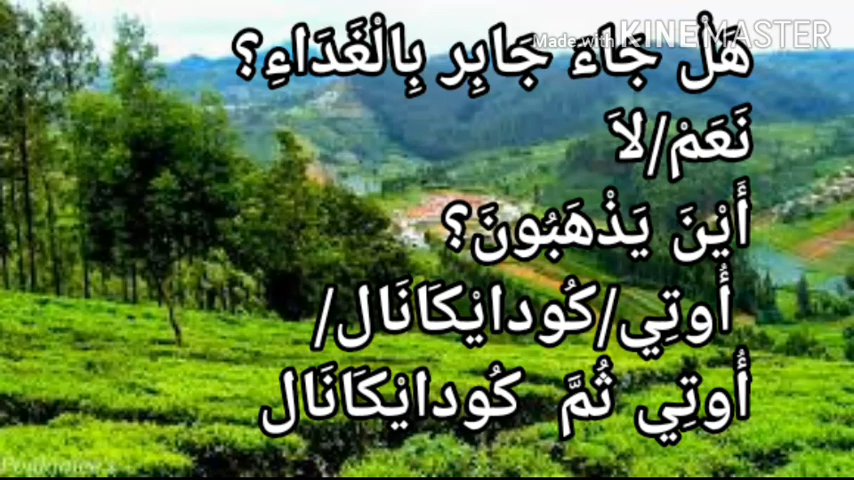 Made with KINEMASTER
هَلْ جَاءَ جَابِر بِالْغَدَاءِ؟
نَعَمْ/لاَ
أَيْنَ يَذْهَبُونَ؟
أُوتِي/كُودايْكَانَال/
أُوتِي ثُمَّ كُودايْكَانَال